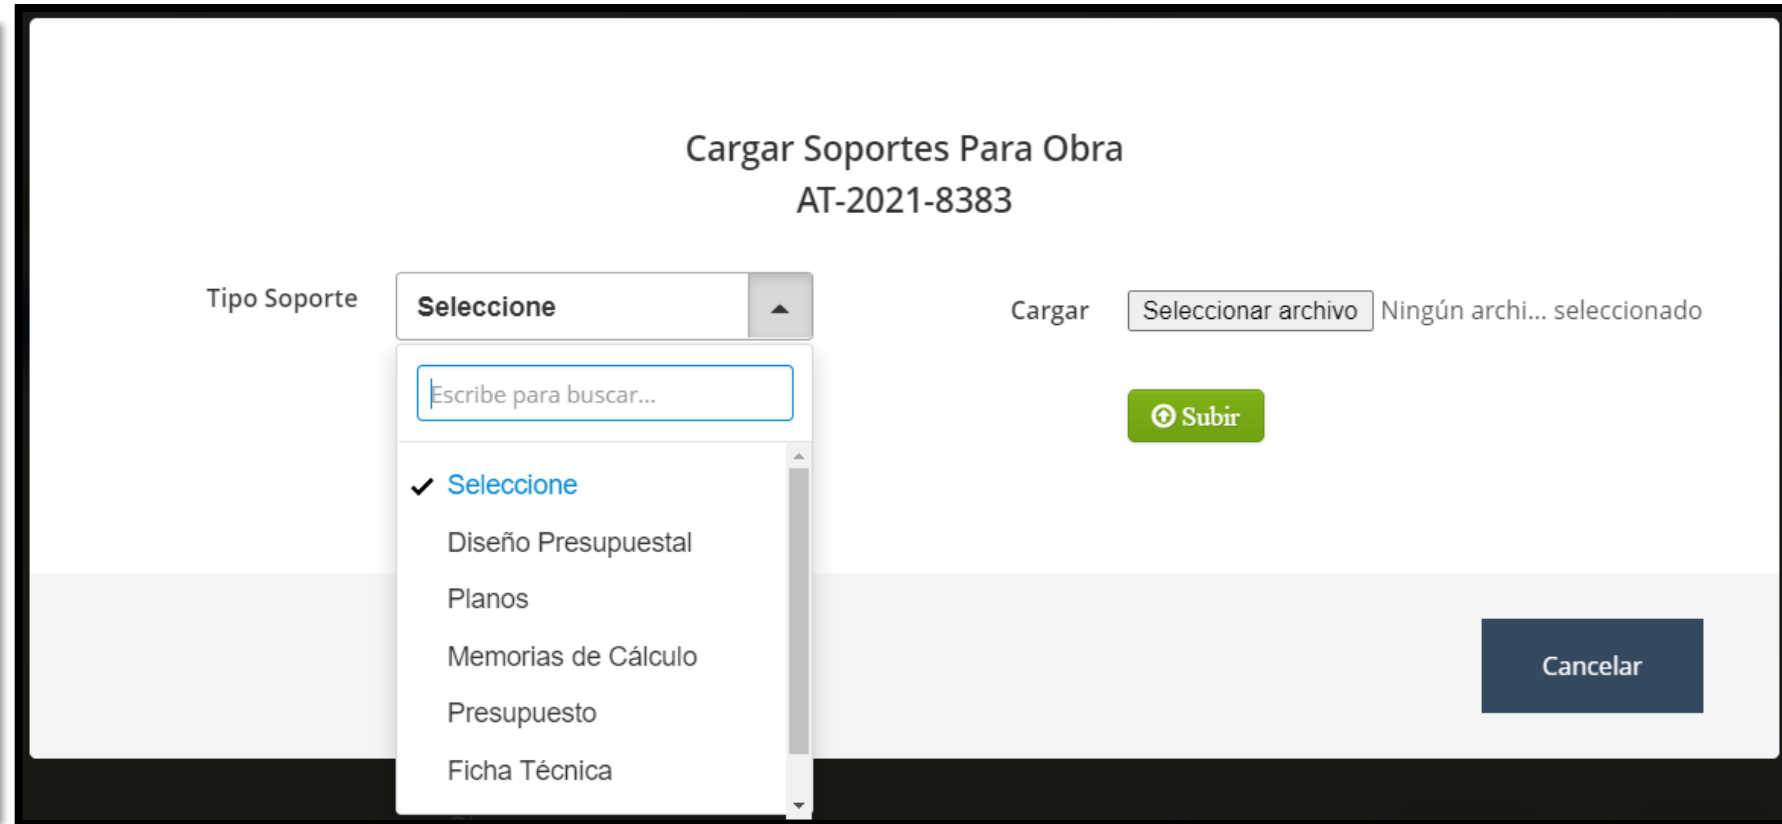 Cargar Soportes Para Obra
AT-2021-8383
Tipo Soporte
Seleccione
Cargar
Seleccionar archivo
Ningún archi... seleccionado
Escribe para buscar...
Subir
Seleccione
Diseño Presupuestal
Planos
Memorias de Cálculo
Presupuesto
Ficha Técnica
Cancelar